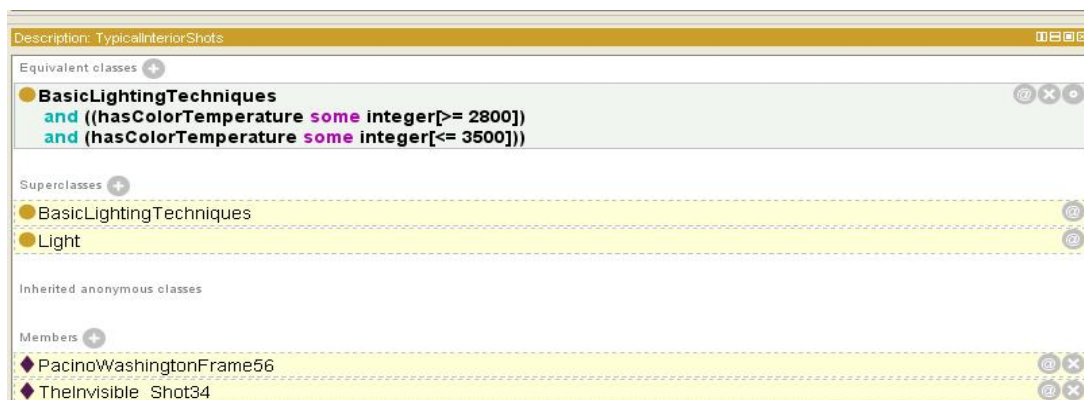 Description: TypicalInteriorShots
Equivalent classes
BasicLightingTechniques
and ((hasColorTemperature some integer[>= 2800])
and (hasColorTemperature some integer[<= 3500]))
Superclasses
BasicLightingTechniques
Light
Inherited anonymous classes
Members
PacinoWashingtonFrame56
TheInvisible_Shot34